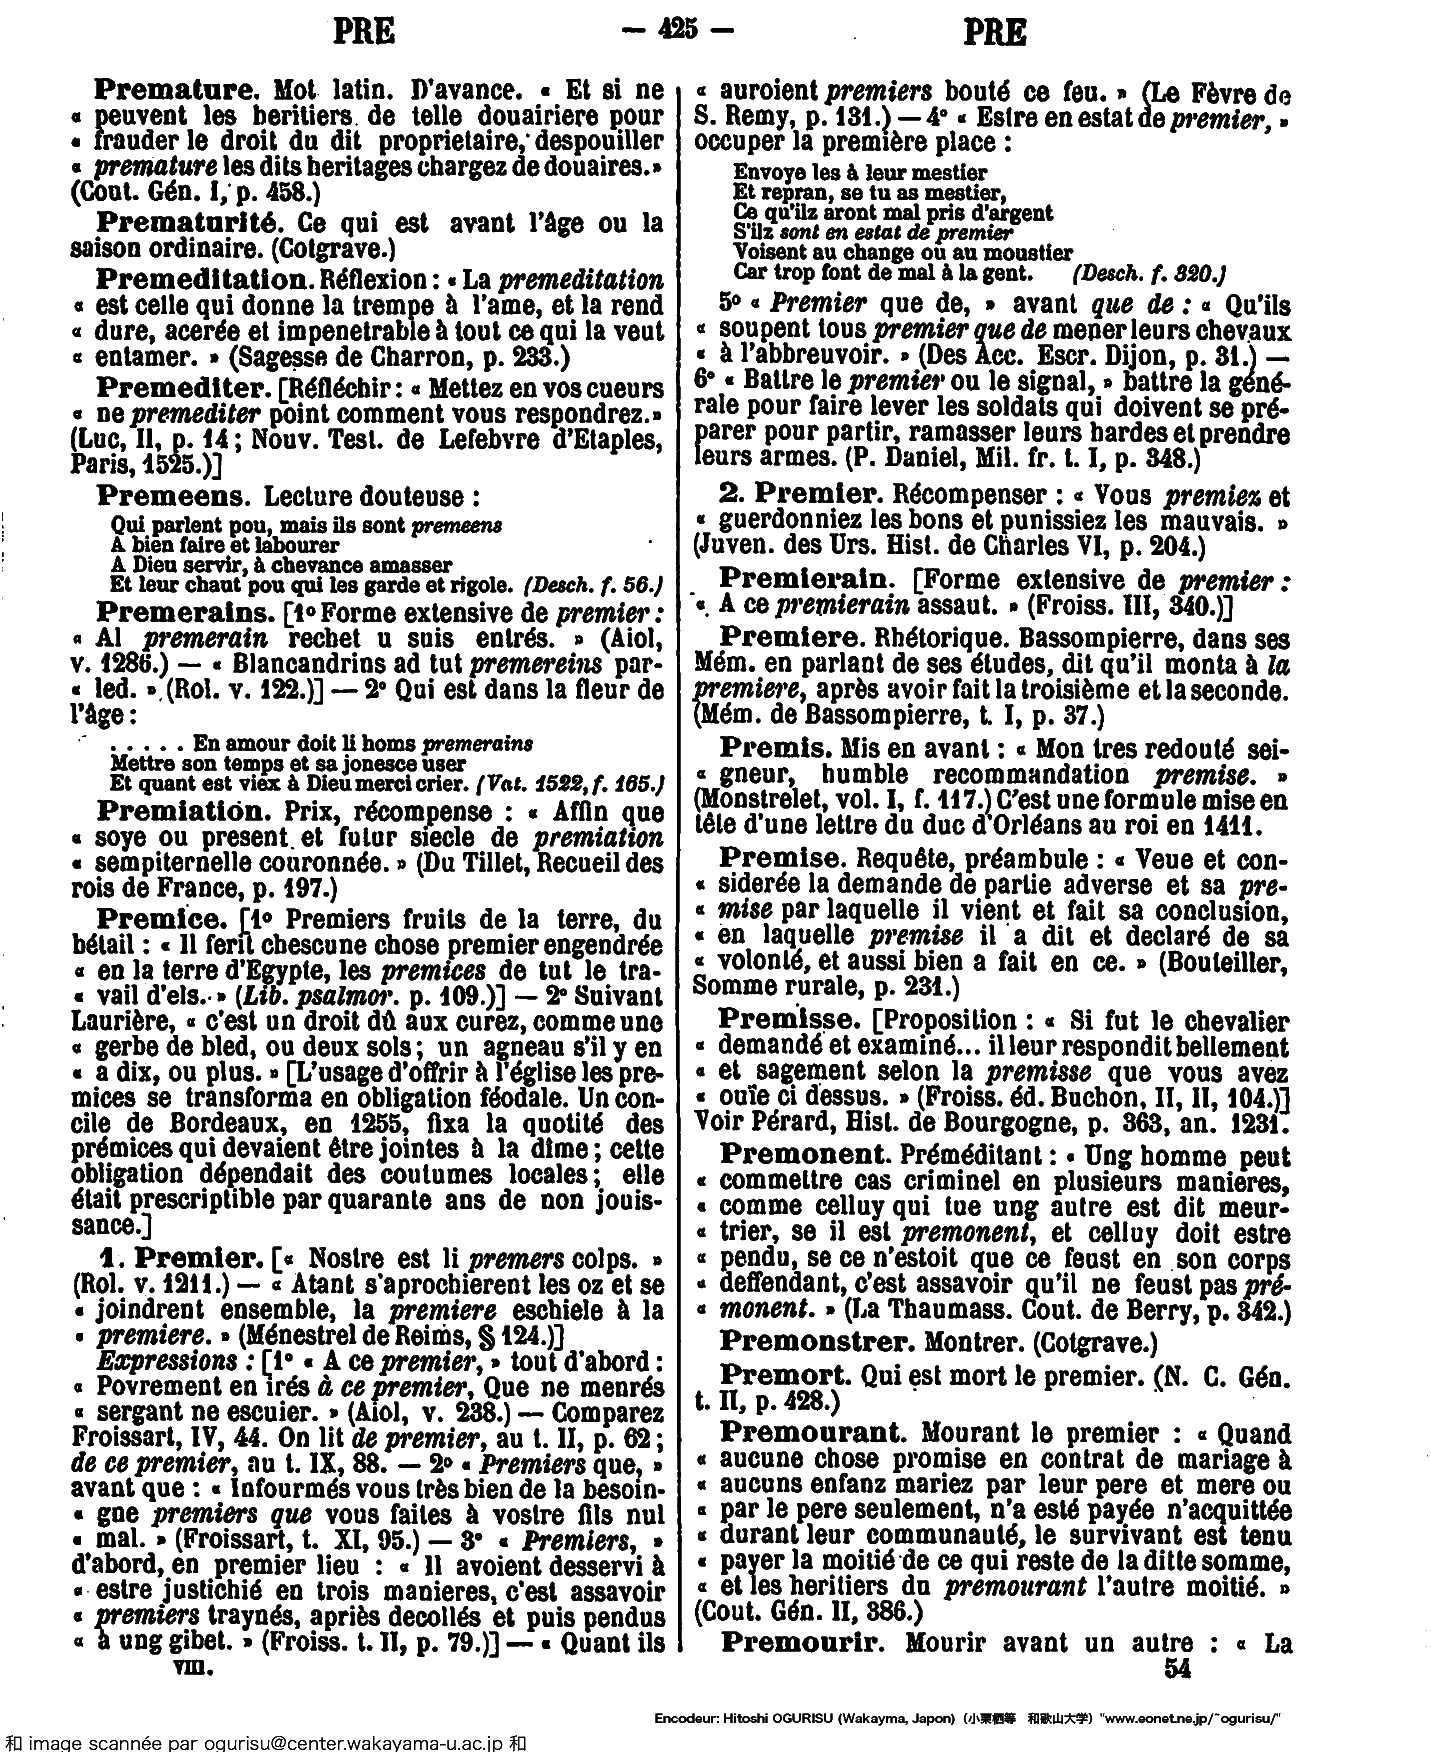 PRE — 425 — PRE
Premature. Mot latin. D'avance. « Et si ne
« peuvent les heritiers de telle douairiere pour
« frauder le droit du dit proprietaire, despouiller
« premature les dits heritages chargez de douaires. »
(Cout. Gén. I, p. 458.)
Prematurité. Ce qui est avant l'âge ou la
saison ordinaire. (Cotgrave.)
Premeditation. Réflexion : « La premeditation
« est celle qui donne la trempe à l'ame, et la rend
« dure, acerée et impenetrable à tout ce qui la veut
« entamer. » (Sagesse de Charron, p. 233.)
Premediter. [Réfléchir : « Mettez en vos cueurs
« ne premediter point comment vous respondrez. »
(Luc, II, p. 14 ; Nouv. Test. de Lefebvre d'Etaples,
Paris, 1525.)]
Premeens. Lecture douteuse :
Qui parlent pou, mais ils sont premeens
A bien faire et labourer
A Dieu servir, à chevance amasser
Et leur chaut pou qui les garde et rigole. (Desch. f. 56.)
Premerains. [1º Forme extensive de premier :
« Al premerain rechet u suis entrés. » (Aiol,
v. 1286.) — « Blancandrins ad tut premereins par-
« led. » (Rol. v. 122.)] — 2º Qui est dans la fleur de
l'âge :
. . . . . En amour doit li homs premerains
Mettre son temps et sa jonesce user
Et quant est viex à Dieu merci crier. (Vat. 1522, f. 165.)
Premiation. Prix, récompense : « Affin que
« soye ou present et futur siecle de premiation
« sempiternelle couronnée. » (Du Tillet, Recueil des
rois de France, p. 197.)
Premice. [1º Premiers fruits de la terre, du
bétail : « Il ferit chescune chose premier engendrée
« en la terre d'Egypte, les premices de tut le tra-
« vail d'els. » (Lib. psalmor. p. 109.)] — 2º Suivant
Laurière, « c'est un droit dû aux curez, comme une
« gerbe de bled, ou deux sols ; un agneau s'il y en
« a dix, ou plus. » [L'usage d'offrir à l'église les pre-
mices se transforma en obligation féodale. Un con-
cile de Bordeaux, en 1255, fixa la quotité des
prémices qui devaient être jointes à la dîme ; cette
obligation dépendait des coutumes locales ; elle
était prescriptible par quarante ans de non jouis-
sance.]
1. Premier. [« Nostre est li premers colps. »
(Rol. v. 1211.) — « Atant s'aprochierent les oz et se
« joindrent ensemble, la premiere eschiele à la
« premiere. » (Ménestrel de Reims, § 124.)]
Expressions : [1º « A ce premier, » tout d'abord :
« Povrement en irés à ce premier, Que ne menrés
« sergant ne escuier. » (Aiol, v. 238.) — Comparez
Froissart, IV, 44. On lit de premier, au t. II, p. 62 ;
de ce premier, au t. IX, 88. — 2º « Premiers que, »
avant que : « Infourmés vous très bien de la besoin-
« gne premiers que vous faites à vostre fils nul
« mal. » (Froissart, t. XI, 95.) — 3º « Premiers, »
d'abord, en premier lieu : « Il avoient desservi à
« estre justichié en trois manieres, c'est assavoir
« premiers traynés, apriès decollés et puis pendus
« à ung gibet. » (Froiss. t. II, p. 79.)] — « Quant ils
VIII.
« auroient premiers bouté ce feu. » (Le Fèvre de
S. Remy, p. 131.) — 4º « Estre en estat de premier, »
occuper la première place :
Envoye les à leur mestier
Et repran, se tu as mestier,
Ce qu'ilz aront mal pris d'argent
S'ilz sont en estat de premier
Voisent au change ou au moustier
Car trop font de mal à la gent. (Desch. f. 320.)
5º « Premier que de, » avant que de : « Qu'ils
« soupent tous premier que de mener leurs chevaux
« à l'abbreuvoir. » (Des Acc. Escr. Dijon, p. 31.) —
6º « Battre le premier ou le signal, » battre la géné-
rale pour faire lever les soldats qui doivent se pré-
parer pour partir, ramasser leurs hardes et prendre
leurs armes. (P. Daniel, Mil. fr. t. I, p. 348.)
2. Premier. Récompenser : « Vous premiez et
« guerdonniez les bons et punissiez les mauvais. »
(Juven. des Urs. Hist. de Charles VI, p. 204.)
Premierain. [Forme extensive de premier :
« A ce premierain assaut. » (Froiss. III, 340.)]
Premiere. Rhétorique. Bassompierre, dans ses
Mém. en parlant de ses études, dit qu'il monta à la
premiere, après avoir fait la troisième et la seconde.
(Mém. de Bassompierre, t. I, p. 37.)
Premis. Mis en avant : « Mon tres redouté sei-
« gneur, humble recommandation premise. »
(Monstrelet, vol. I, f. 117.) C'est une formule mise en
tête d'une lettre du duc d'Orléans au roi en 1411.
Premise. Requête, préambule : « Veue et con-
« siderée la demande de partie adverse et sa pre-
« mise par laquelle il vient et fait sa conclusion,
« en laquelle premise il a dit et declaré de sa
« volonté, et aussi bien a fait en ce. » (Bouteiller,
Somme rurale, p. 231.)
Premisse. [Proposition : « Si fut le chevalier
« demandé et examiné... il leur respondit bellement
« et sagement selon la premisse que vous avez
« ouïe ci dessus. » (Froiss. éd. Buchon, II, II, 104.)]
Voir Pérard, Hist. de Bourgogne, p. 363, an. 1231.
Premonent. Préméditant : « Ung homme peut
« commettre cas criminel en plusieurs manieres,
« comme celluy qui tue ung autre est dit meur-
« trier, se il est premonent, et celluy doit estre
« pendu, se ce n'estoit que ce feust en son corps
« deffendant, c'est assavoir qu'il ne feust pas pré-
« monent. » (La Thaumass. Cout. de Berry, p. 342.)
Premonstrer. Montrer. (Cotgrave.)
Premort. Qui est mort le premier. (N. C. Gén.
t. II, p. 428.)
Premourant. Mourant le premier : « Quand
« aucune chose promise en contrat de mariage à
« aucuns enfanz mariez par leur pere et mere ou
« par le pere seulement, n'a esté payée n'acquittée
« durant leur communauté, le survivant est tenu
« payer la moitié de ce qui reste de la ditte somme,
« et les heritiers du premourant l'autre moitié. »
(Cout. Gén. II, 386.)
Premourir. Mourir avant un autre : « La
54
Encodeur: Hitoshi OGURISU (Wakayma, Japon) (小栗栖等 和歌山大学) "www.eonet.ne.jp/~ogurisu/"
和 image scannée par ogurisu@center.wakayama-u.ac.jp 和